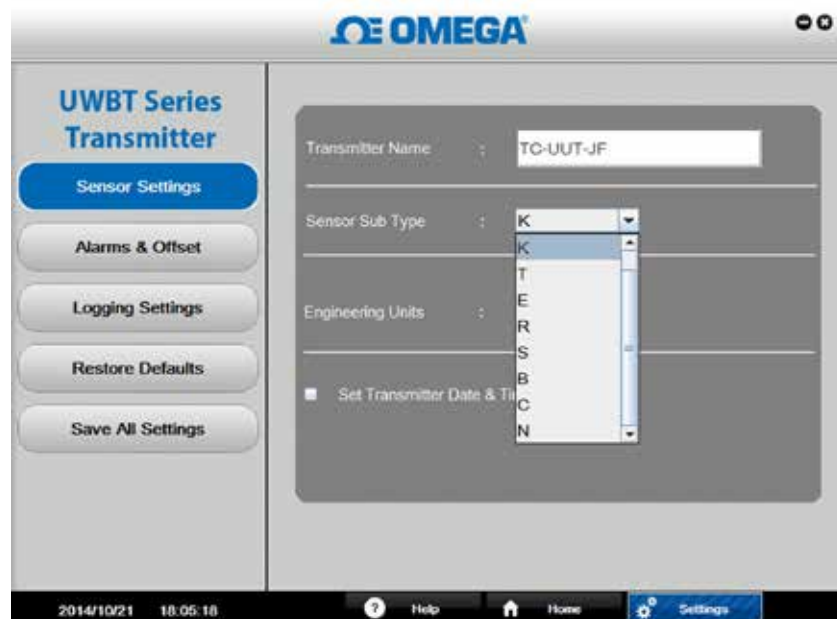 OMEGA
UWBT Series
Transmitter
Sensor Settings
Alarms & Offset
Logging Settings
Restore Defaults
Save All Settings
Transmitter Name : TC-UUT-JF
Sensor Sub Type : K
K
T
E
R
S
B
C
N
Engineering Units :
Set Transmitter Date & Ti
2014/10/21 18:05:18
? Help
Home
Settings